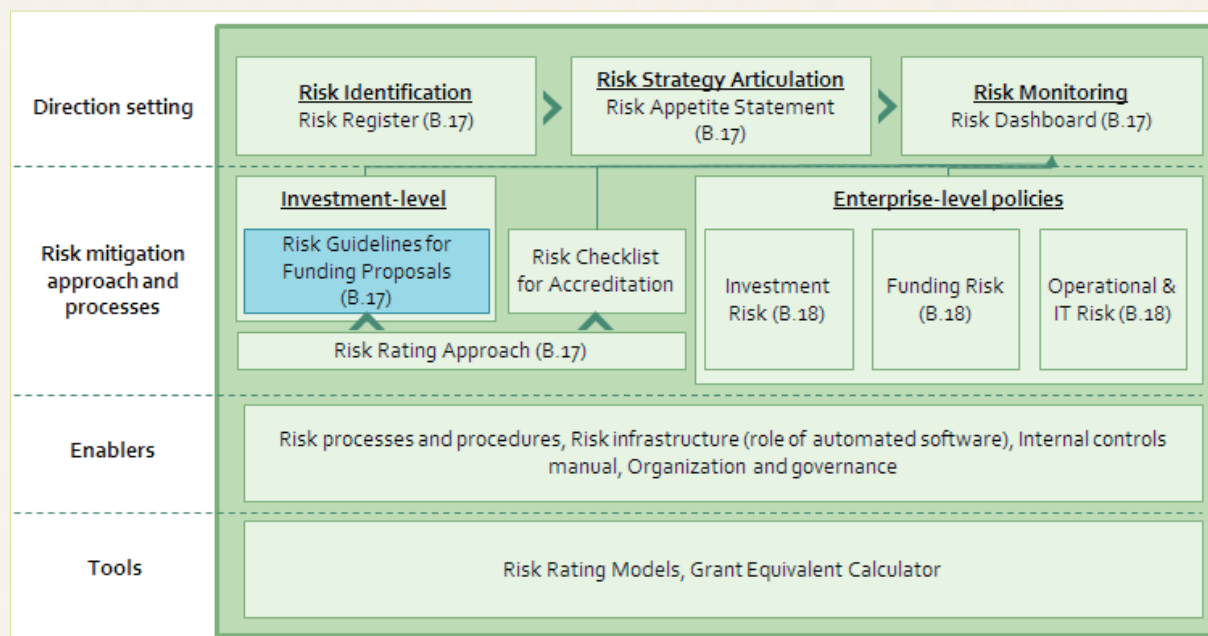 Direction setting
Risk Identification
Risk Register (B.17)
Risk Strategy Articulation
Risk Appetite Statement
(B.17)
Risk Monitoring
Risk Dashboard (B.17)
Risk mitigation
approach and
processes
Investment-level
Risk Guidelines for
Funding Proposals
(B.17)
Risk Checklist
for Accreditation
Risk Rating Approach (B.17)
Enterprise-level policies
Investment
Risk (B.18)
Funding Risk
(B.18)
Operational &
IT Risk (B.18)
Enablers
Risk processes and procedures, Risk infrastructure (role of automated software), Internal controls
manual, Organization and governance
Tools
Risk Rating Models, Grant Equivalent Calculator